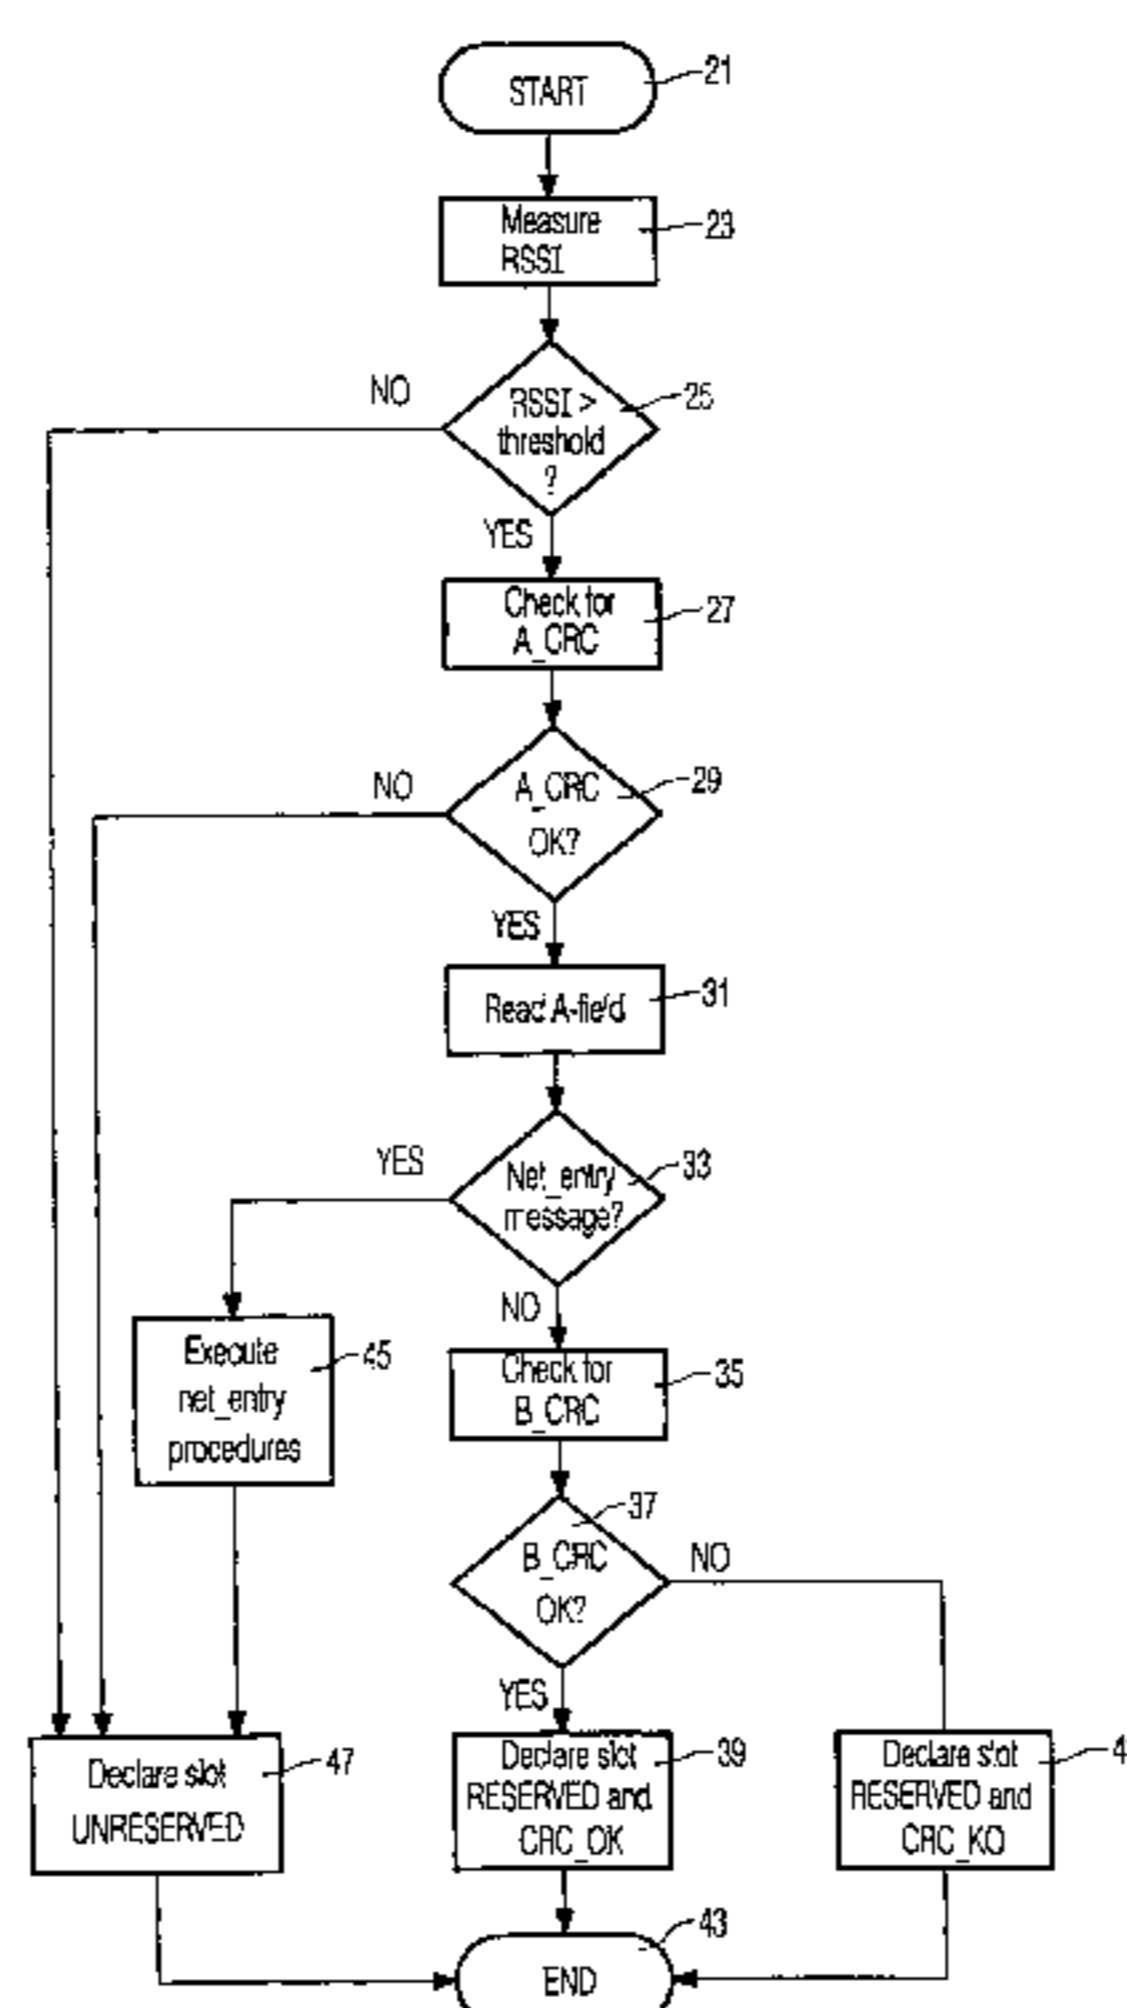 START
21
Measure
RSSI
23
NO
RSSI >
threshold
?
25
YES
Check for
A_CRC
27
NO
A_CRC
OK?
29
YES
Read A-field
31
YES
Net_entry
message?
33
NO
Execute
net_entry
procedures
45
Check for
B_CRC
35
37
B_CRC
OK?
NO
YES
Declare slot
UNRESERVED
47
Declare slot
RESERVED and
CRC_OK
39
Declare slot
RESERVED and
CRC_KO
43
END